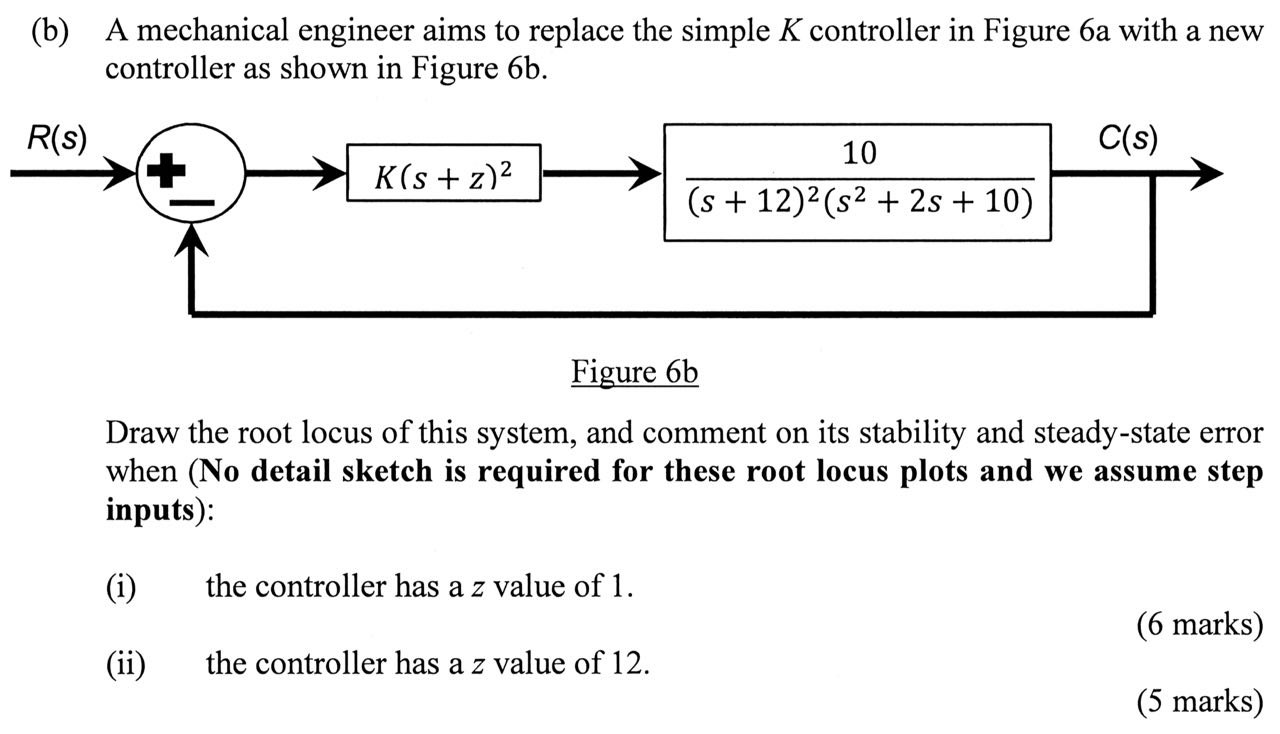 (b) A mechanical engineer aims to replace the simple K controller in Figure 6a with a new
controller as shown in Figure 6b.
R(s)
+
−
K(s + z)²
10
(s + 12)²(s² + 2s + 10)
C(s)
Figure 6b
Draw the root locus of this system, and comment on its stability and steady-state error
when (No detail sketch is required for these root locus plots and we assume step
inputs):
(i) the controller has a z value of 1.
(6 marks)
(ii) the controller has a z value of 12.
(5 marks)